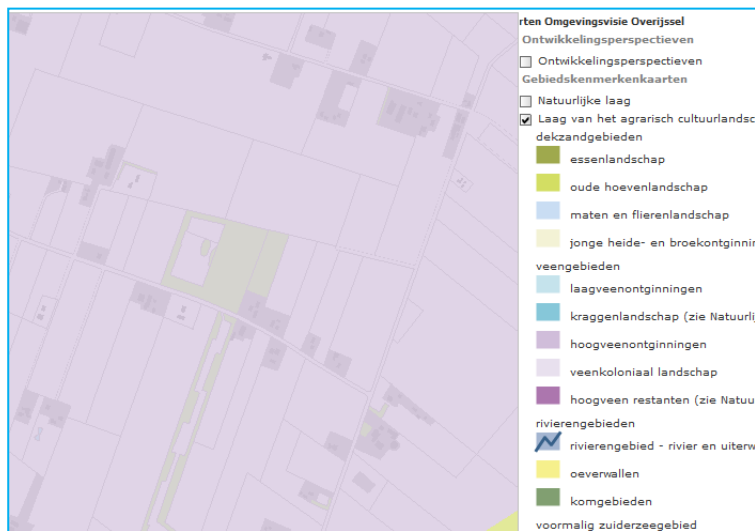 rten Omgevingsvisie Overijssel
Ontwikkelingsperspectieven
Ontwikkelingsperspectieven
Gebiedskenmerkenkaarten
Natuurlijke laag
Laag van het agrarisch cultuurlandsc
dekzandgebieden
essenlandschap
oude hoevenlandschap
maten en flierenlandschap
jonge heide- en broekontginnin
veengebieden
laagveenontginningen
kraggenlandschap (zie Natuurlij
hoogveenontginningen
veenkoloniaal landschap
hoogveen restanten (zie Natuu
rivierengebieden
rivierengebied - rivier en uiterw
oeverwallen
komgebieden
voormalig zuiderzeegebied